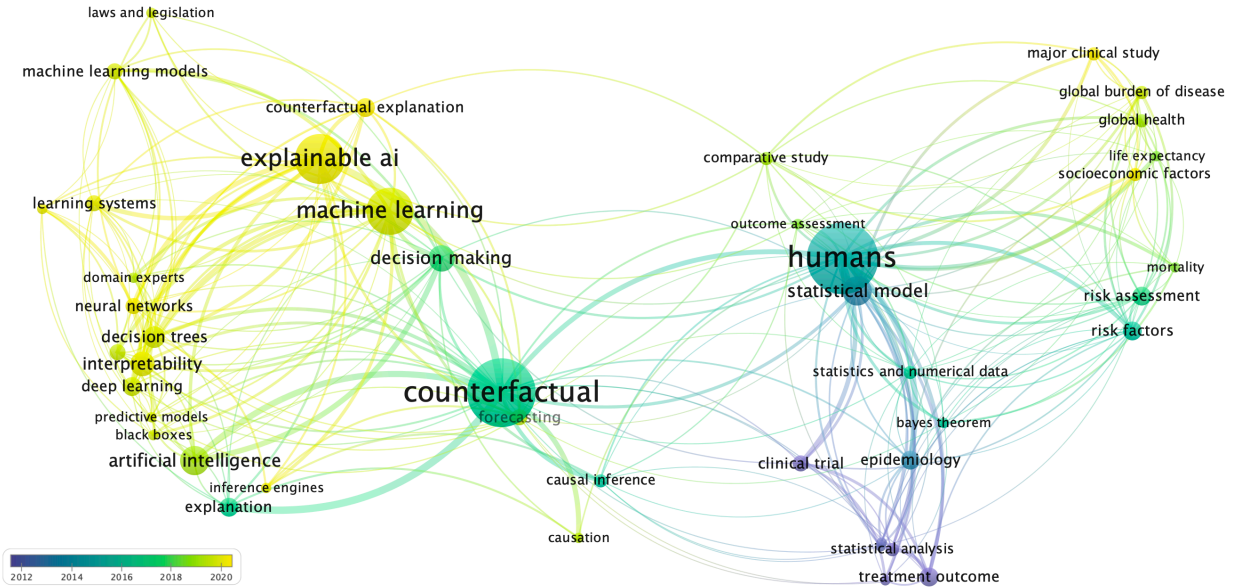 laws and legislation
major clinical study
machine learning models
global burden of disease
counterfactual explanation
global health
explainable ai
comparative study
life expectancy
socioeconomic factors
learning systems
machine learning
outcome assessment
decision making
humans
mortality
domain experts
statistical model
risk assessment
neural networks
risk factors
decision trees
interpretability
statistics and numerical data
deep learning
counterfactual
predictive models
forecasting
bayes theorem
black boxes
artificial intelligence
clinical trial
epidemiology
inference engines
causal inference
explanation
causation
statistical analysis
treatment outcome
2012
2014
2016
2018
2020